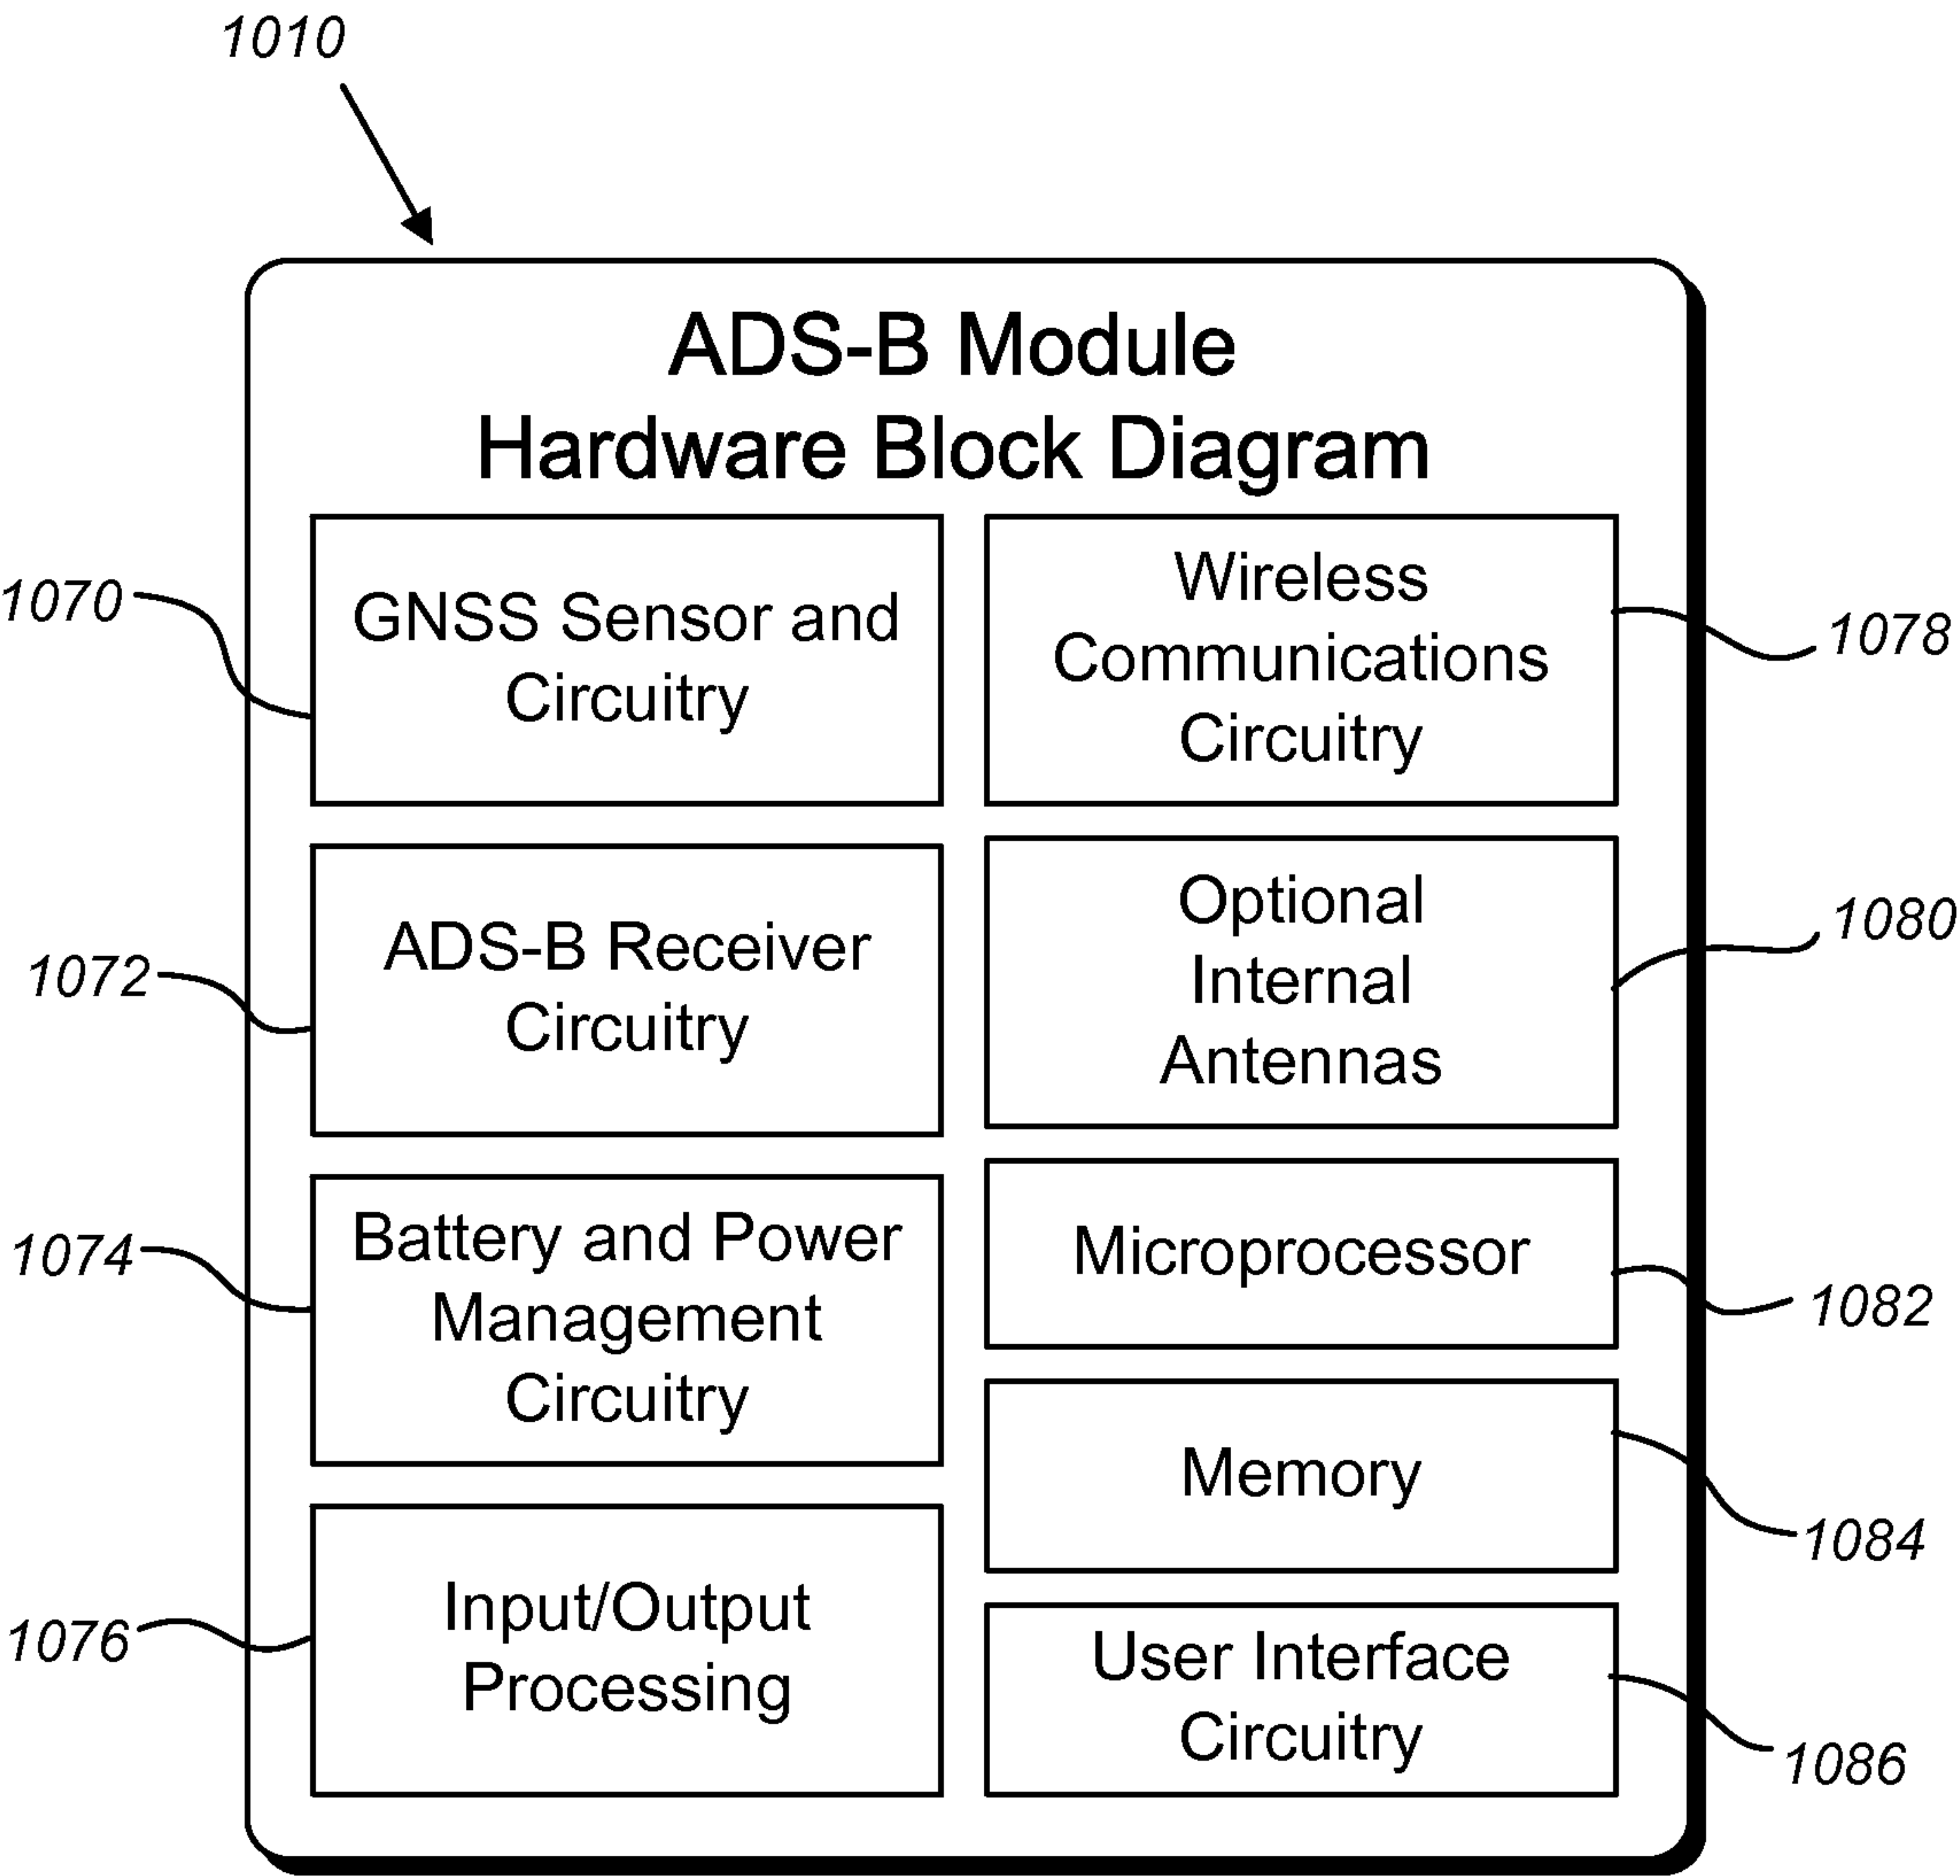 1010
ADS-B Module
Hardware Block Diagram
1070
GNSS Sensor and
Circuitry
1072
ADS-B Receiver
Circuitry
1074
Battery and Power
Management
Circuitry
1076
Input/Output
Processing
Wireless
Communications
Circuitry
1078
Optional
Internal
Antennas
1080
Microprocessor
1082
Memory
1084
User Interface
Circuitry
1086